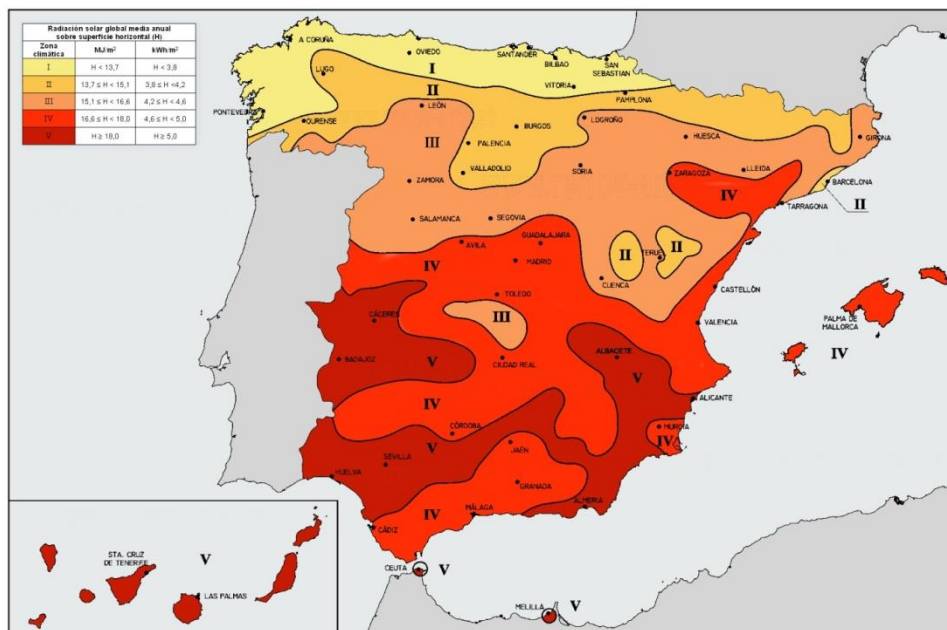 Radiación solar global media anual
sobre superficie horizontal (H)
Zona climática MJ/m² kWh/m²
I H < 13,7 H < 3,8
II 13,7 ≤ H < 15,1 3,8 ≤ H <4,2
III 15,1 ≤ H < 16,6 4,2 ≤ H < 4,6
IV 16,6 ≤ H < 18,0 4,6 ≤ H < 5,0
V H ≥ 18,0 H ≥ 5,0
A CORUÑA
OVIEDO
SANTANDER
BILBAO
SAN
SEBASTIAN
I
LUGO
VITORIA
II
PAMPLONA
PONTEVEDRA
OURENSE
LEÓN
BURGOS
LOGROÑO
HUESCA
GIRONA
III
PALENCIA
VALLADOLID
SORIA
ZARAGOZA
LLEIDA
BARCELONA
ZAMORA
IV
TARRAGONA
II
SALAMANCA
SEGOVIA
AVILA
GUADALAJARA
II
II
TERUEL
IV
MADRID
CUENCA
CASTELLÓN
TOLEDO
CÁCERES
III
VALENCIA
PALMA DE
MALLORCA
IV
BADAJOZ
V
CIUDAD REAL
ALBACETE
V
ALICANTE
IV
CÓRDOBA
MURCIA
IV
V
JAÉN
SEVILLA
HUELVA
GRANADA
ALMERIA
IV
MÁLAGA
CÁDIZ
CEUTA
V
MELILLA
V
STA. CRUZ
DE TENERIFE
V
LAS PALMAS